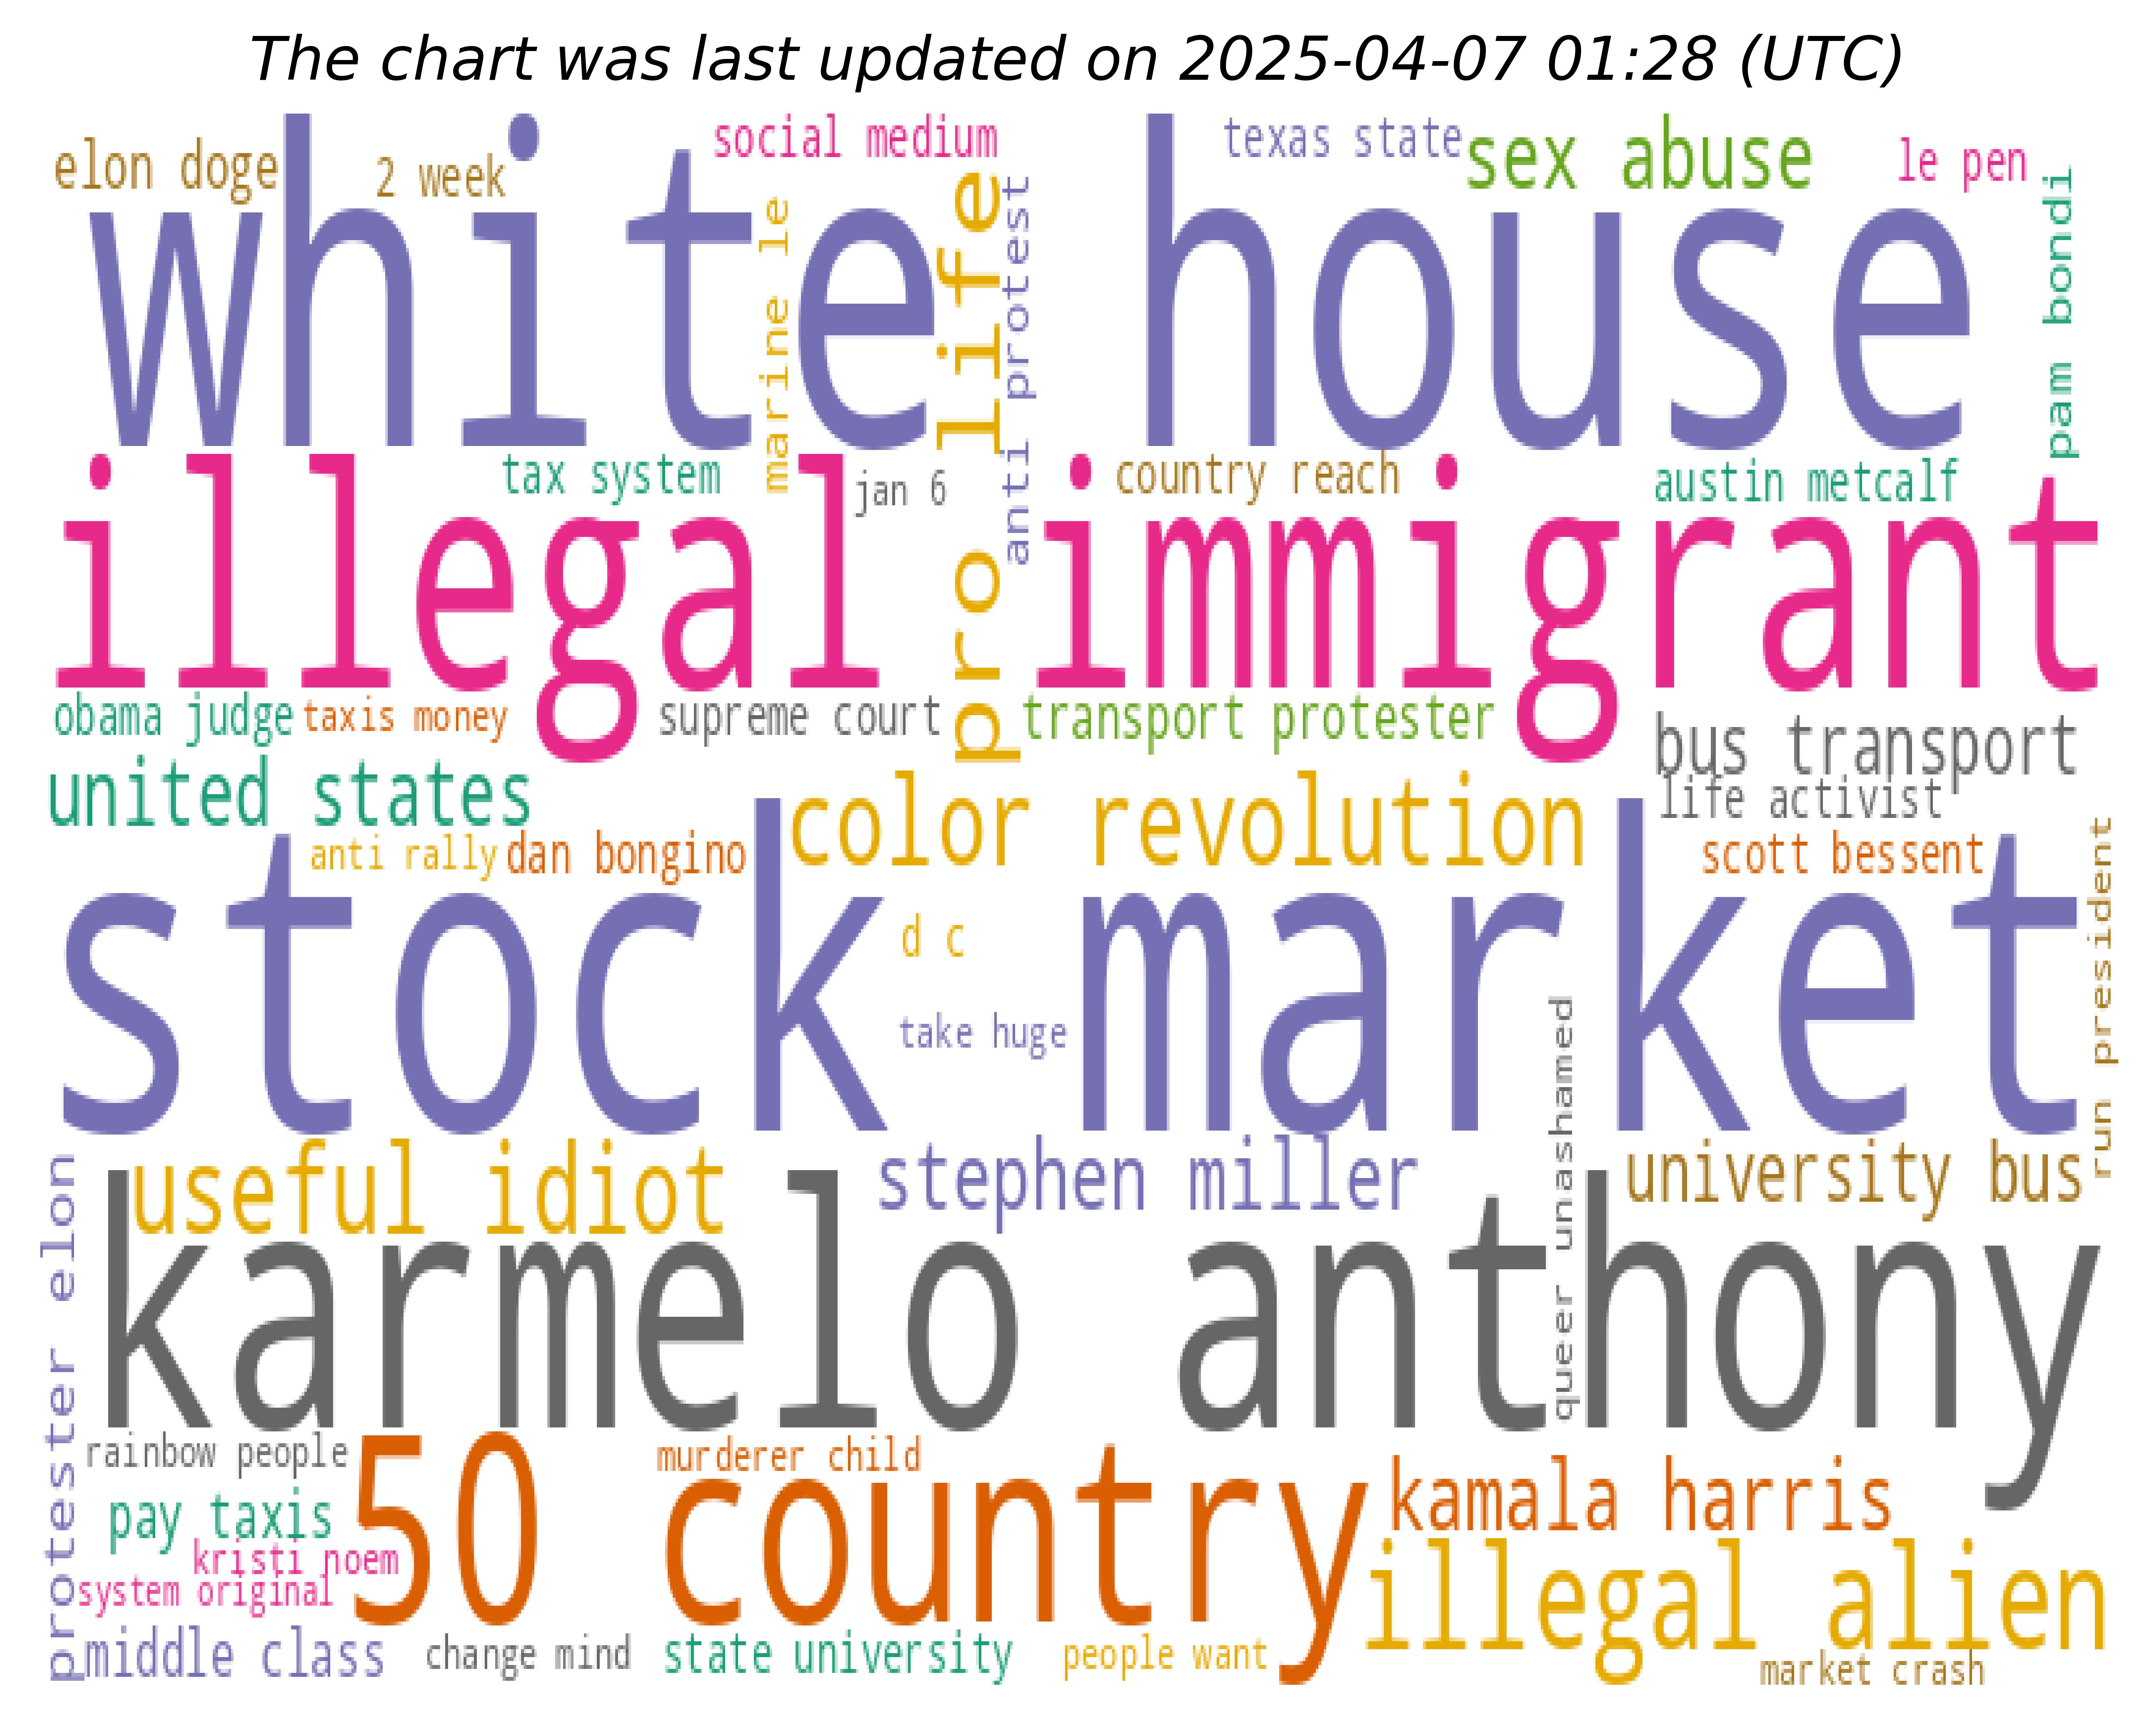 The chart was last updated on 2025-04-07 01:28 (UTC)
elon doge
2 week
social medium
texas state
sex abuse
le pen
white house
marine le
pro life
anti protest
pam bondi
tax system
jan 6
country reach
austin metcalf
illegal immigrant
obama judge
taxis money
supreme court
transport protester
bus transport
united states
color revolution
life activist
anti rally
dan bongino
scott bessent
stock market
d c
take huge
run president
queer unashamed
useful idiot
stephen miller
university bus
protester elon
karmelo anthony
rainbow people
50 country
murderer child
kamala harris
pay taxis
kristi noem
system original
illegal alien
middle class
change mind
state university
people want
market crash